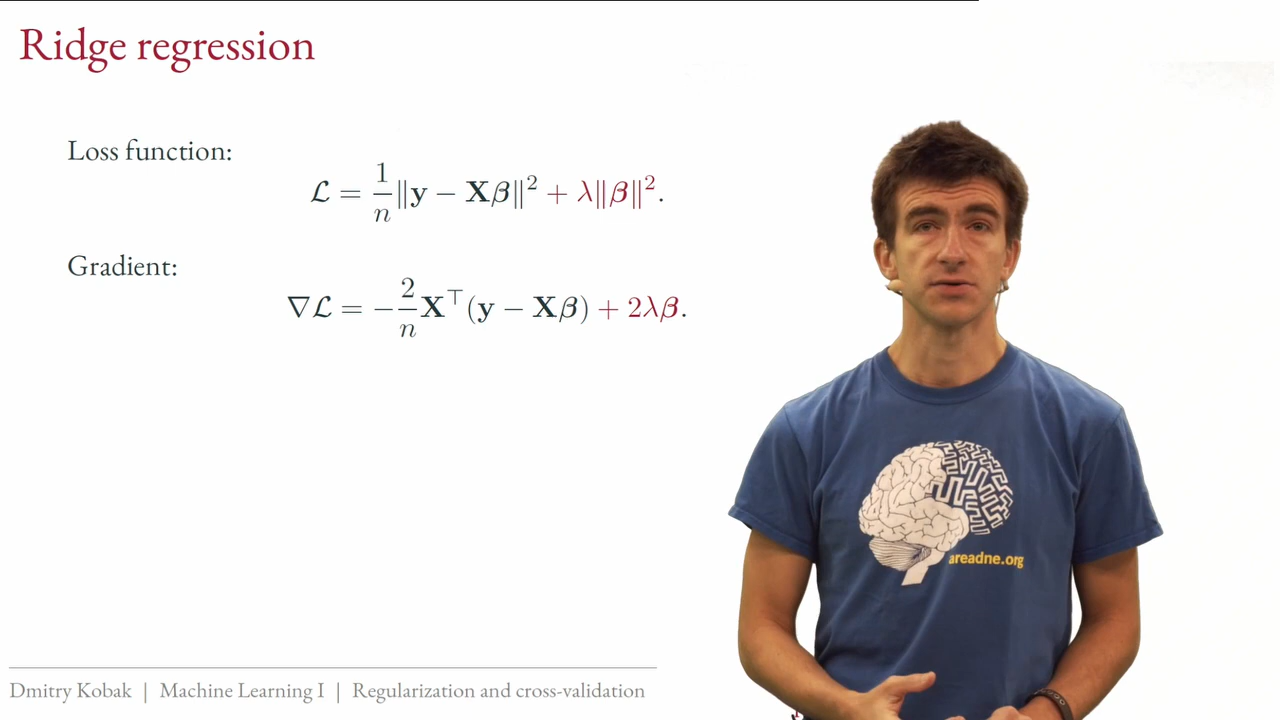 Ridge regression
Loss function:
ℒ = 1/n ‖y − Xβ‖² + λ‖β‖².
Gradient:
∇ℒ = −2/n X⊤(y − Xβ) + 2λβ.
areadne.org
Dmitry Kobak | Machine Learning I | Regularization and cross-validation